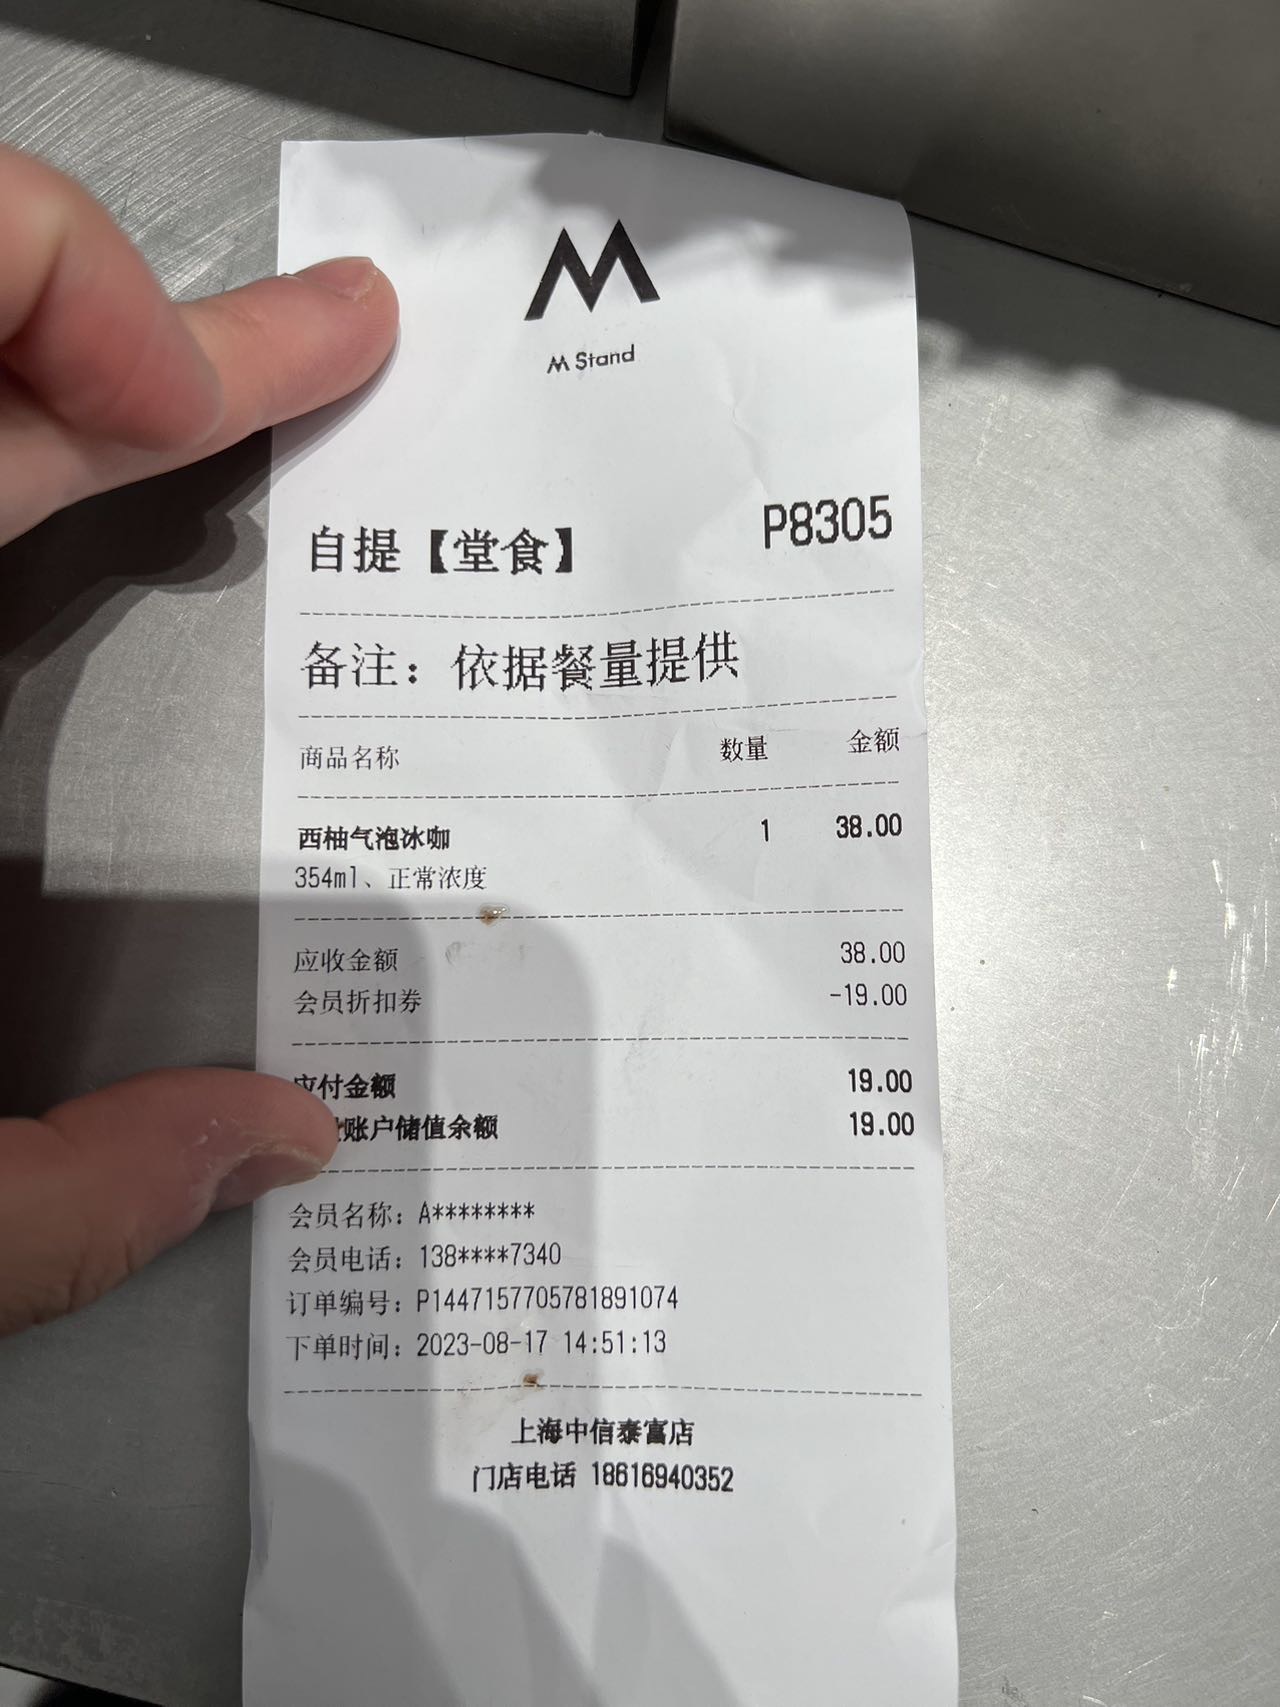 M
M Stand
自提【堂食】 P8305
备注：依据餐量提供
商品名称 数量 金额
西柚气泡冰咖 1 38.00
354ml、正常浓度
应收金额 38.00
会员折扣券 -19.00
应付金额 19.00
账户储值余额 19.00
会员名称：A********
会员电话：138****7340
订单编号：P1447157705781891074
下单时间：2023-08-17 14:51:13
上海中信泰富店
门店电话 18616940352